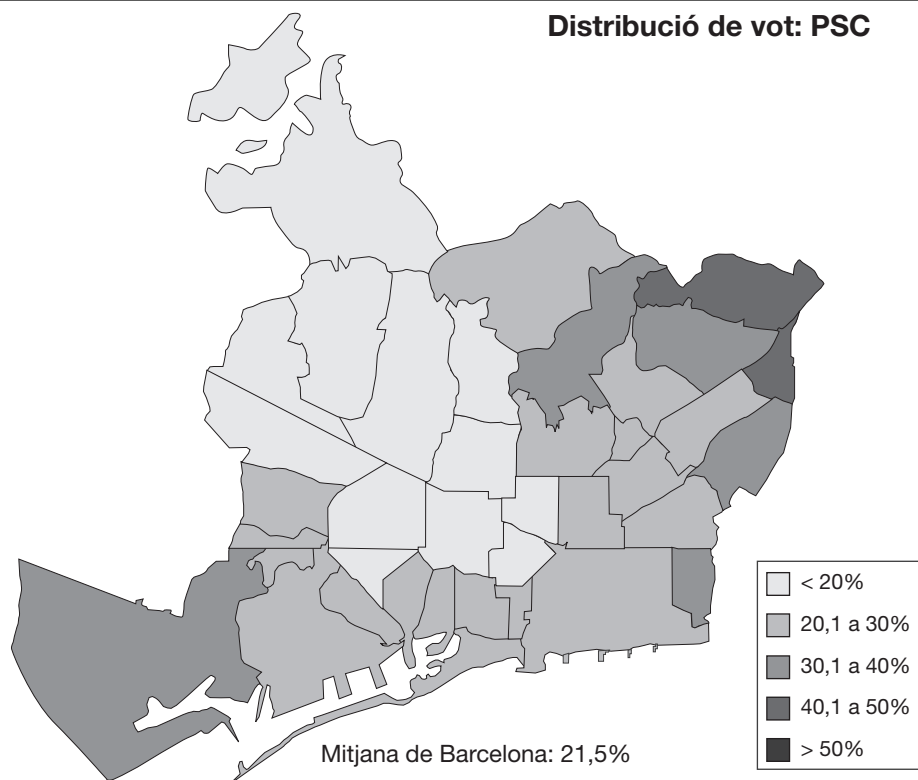 Distribució de vot: PSC
< 20%
20,1 a 30%
30,1 a 40%
40,1 a 50%
> 50%
Mitjana de Barcelona: 21,5%